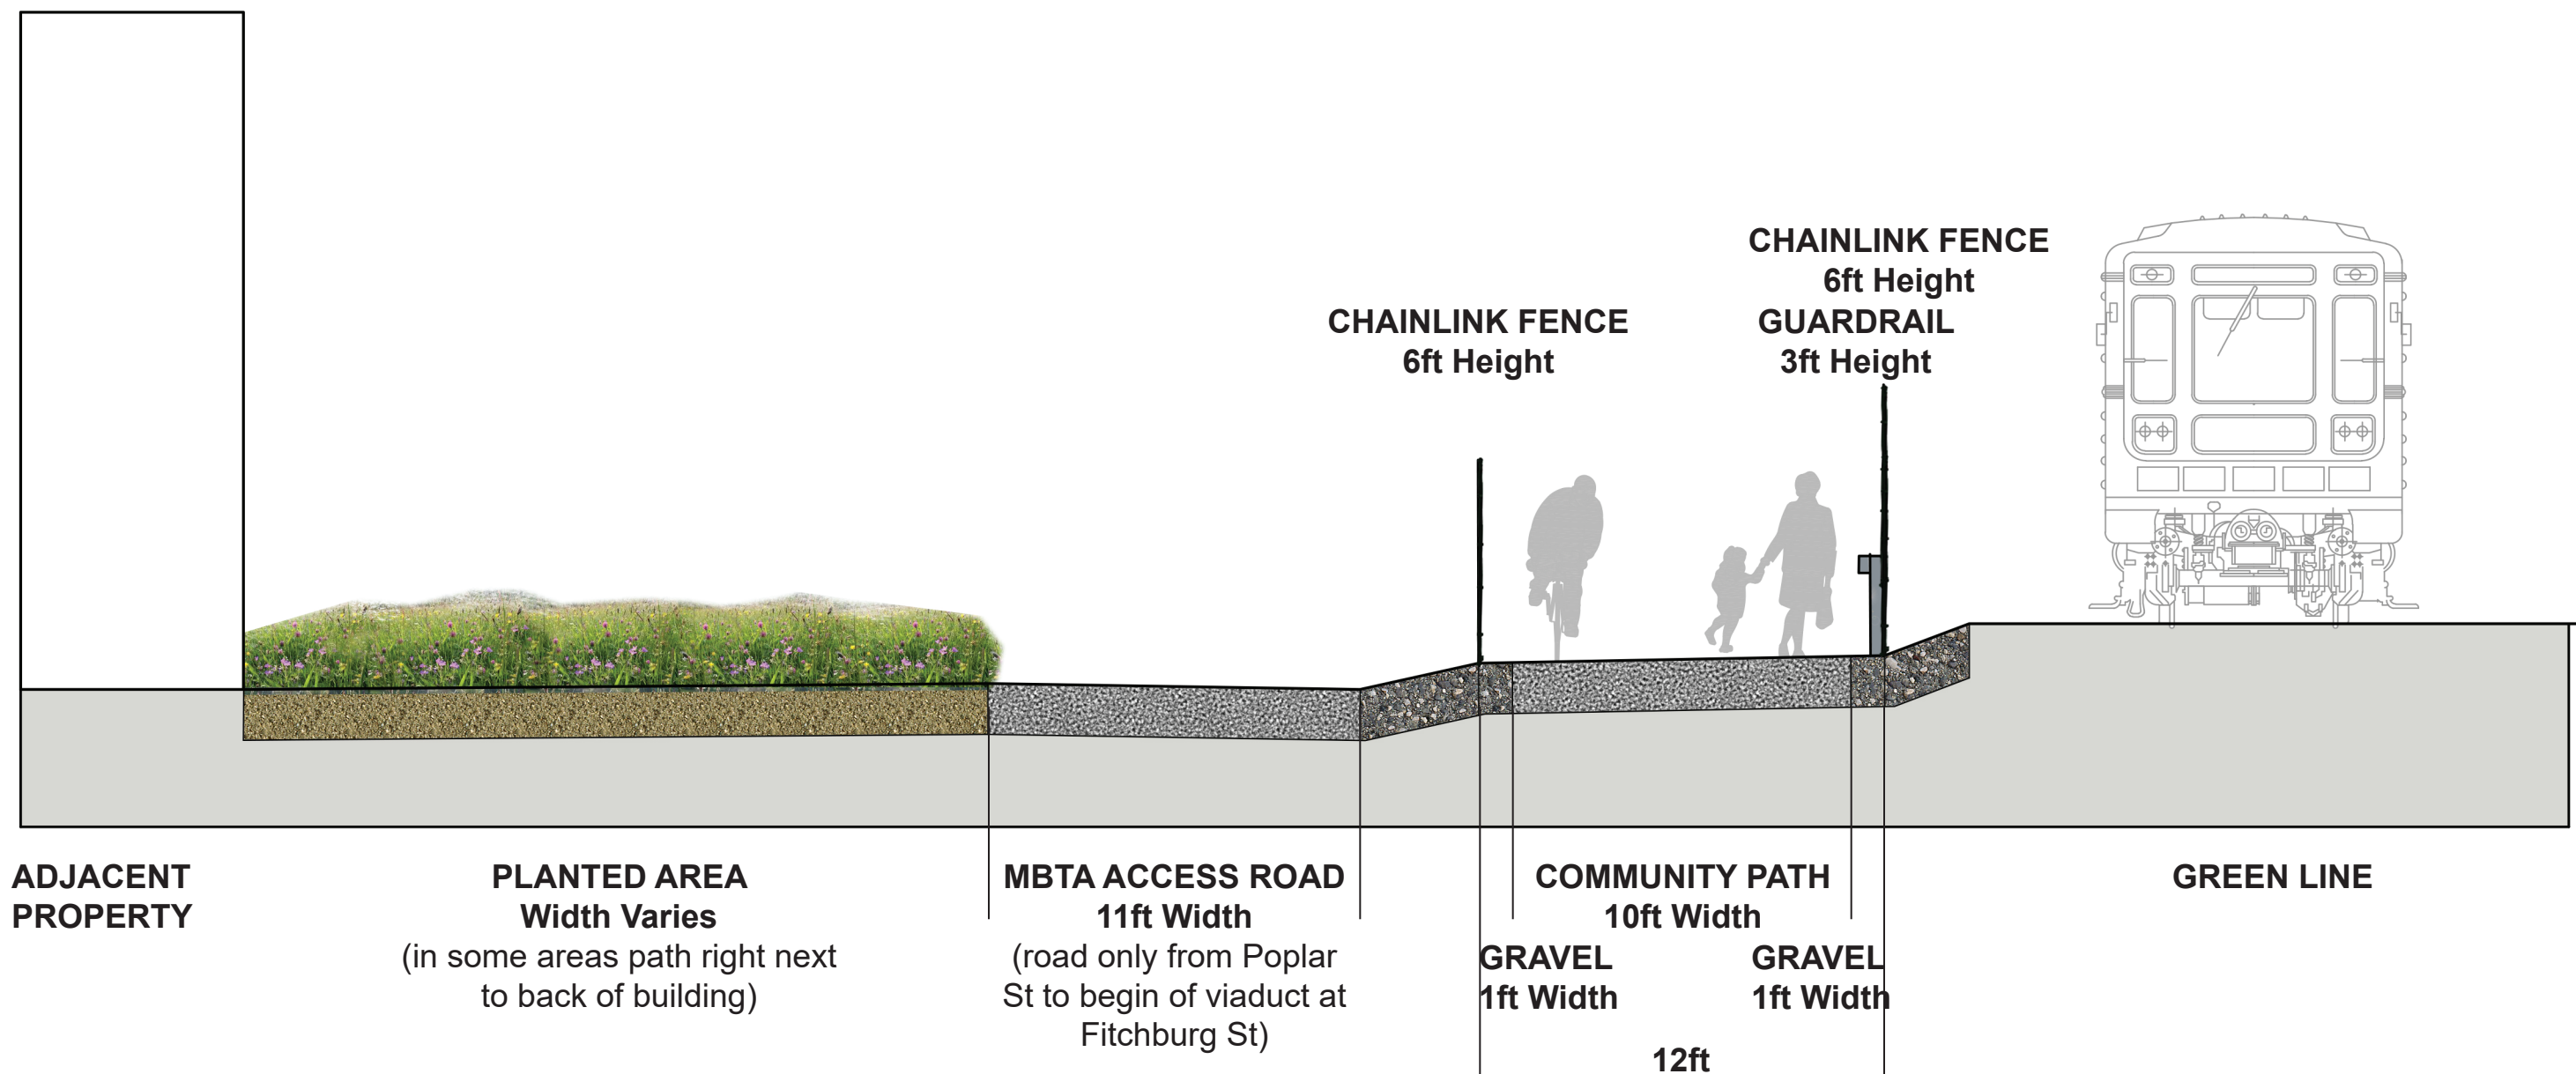 CHAINLINK FENCE
6ft Height
CHAINLINK FENCE
6ft Height
GUARDRAIL
3ft Height
ADJACENT
PROPERTY
PLANTED AREA
Width Varies
(in some areas path right next
to back of building)
MBTA ACCESS ROAD
11ft Width
(road only from Poplar
St to begin of viaduct at
Fitchburg St)
COMMUNITY PATH
10ft Width
GRAVEL
1ft Width
GRAVEL
1ft Width
12ft
GREEN LINE